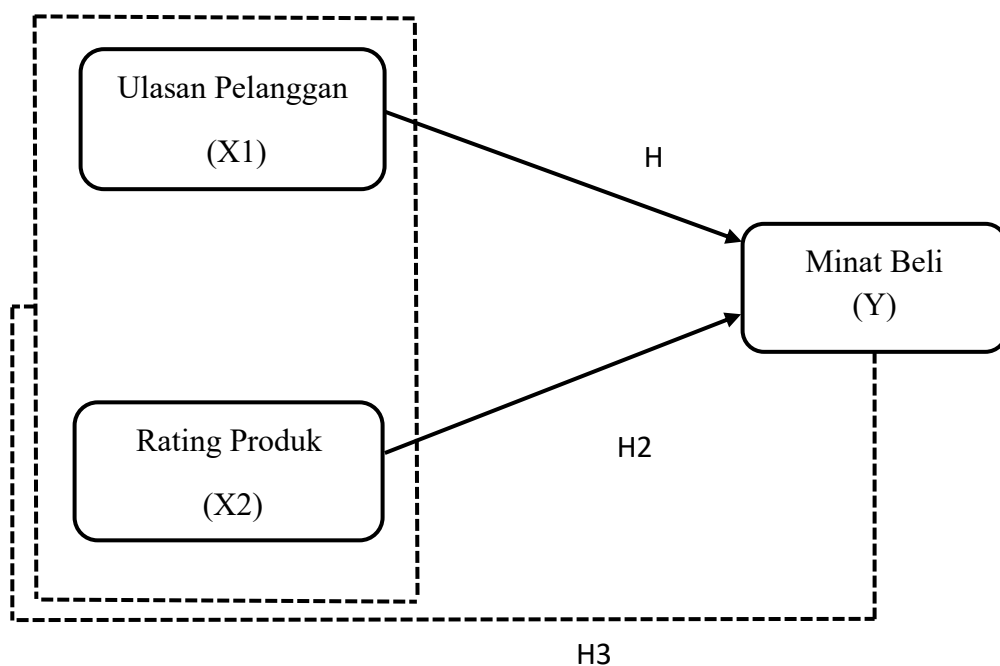 Ulasan Pelanggan
(X1)
H
Minat Beli
(Y)
Rating Produk
(X2)
H2
H3